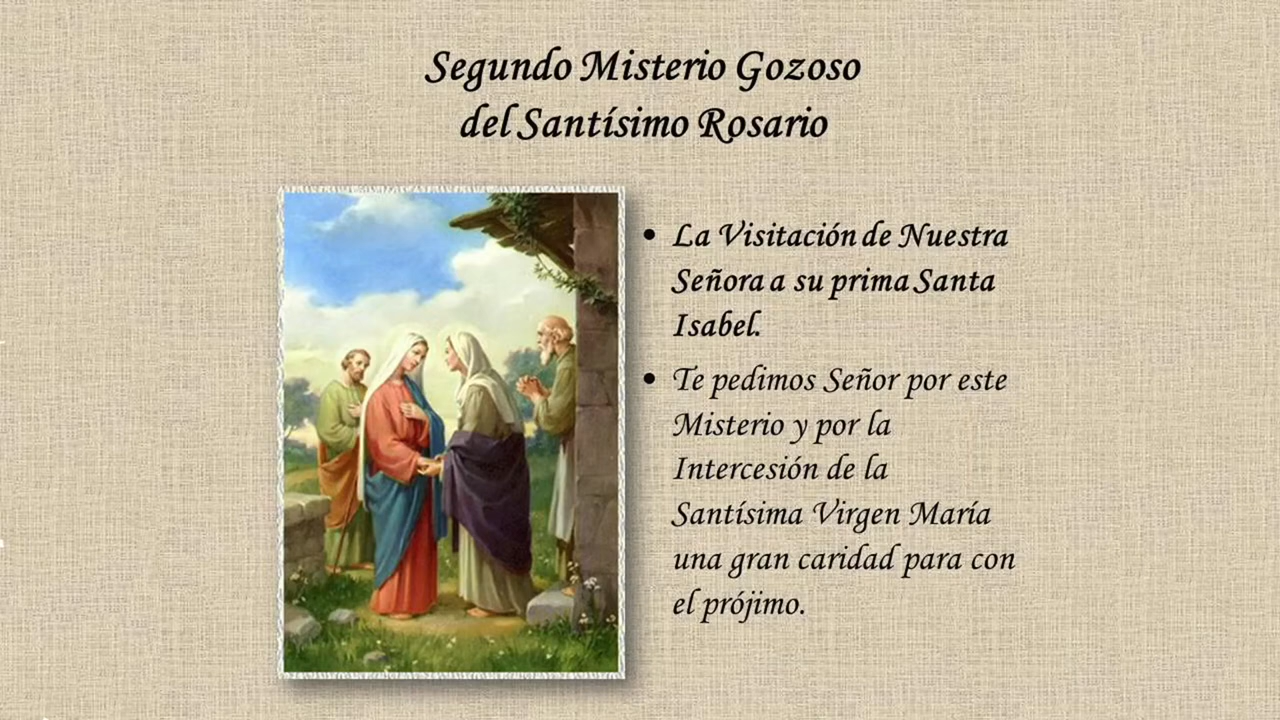 Segundo Misterio Gozoso
del Santísimo Rosario
• La Visitación de Nuestra
Señora a su prima Santa
Isabel.
• Te pedimos Señor por este
Misterio y por la
Intercesión de la
Santísima Virgen María
una gran caridad para con
el prójimo.